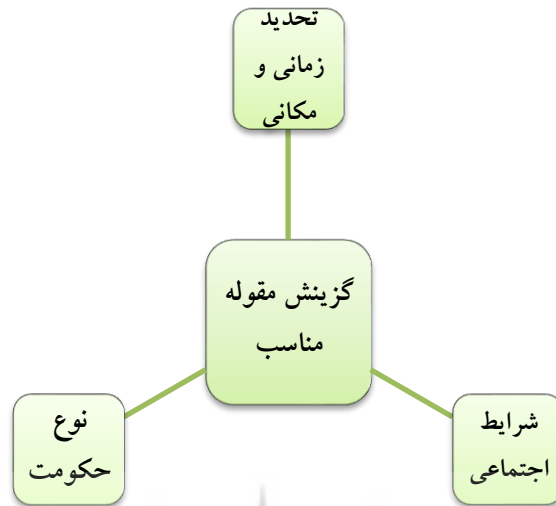 تحدید
زمانی و
مکانی
گزینش مقوله
مناسب
شرایط
اجتماعی
نوع
حکومت